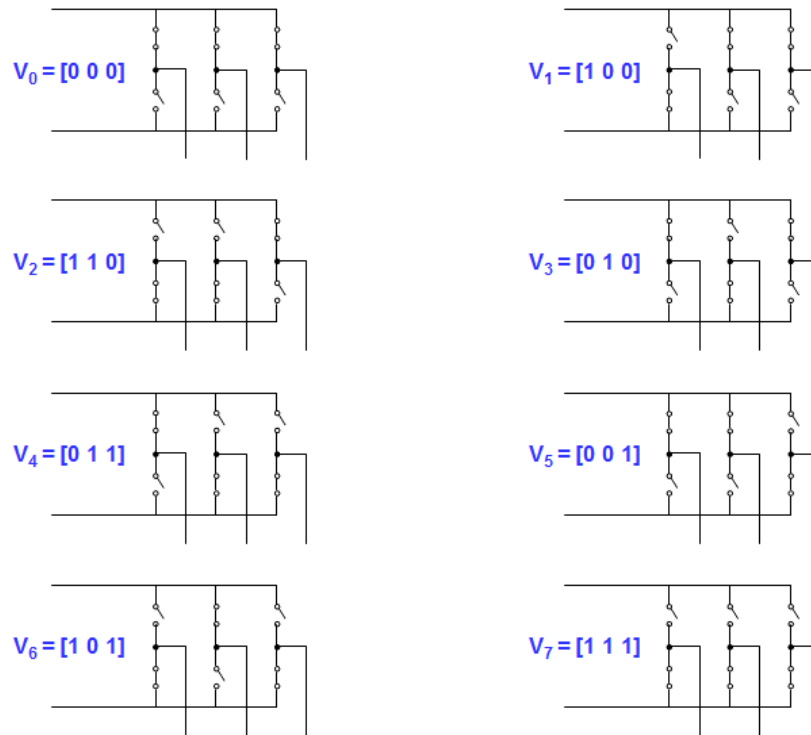 V₀ = [0 0 0]
V₁ = [1 0 0]
V₂ = [1 1 0]
V₃ = [0 1 0]
V₄ = [0 1 1]
V₅ = [0 0 1]
V₆ = [1 0 1]
V₇ = [1 1 1]